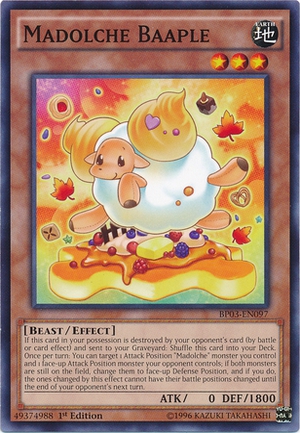 Madolche Baaple
EARTH
地
BP03-EN097
[Beast / Effect]
If this card in your possession is destroyed by your opponent's card (by battle
or card effect) and sent to your Graveyard: Shuffle this card into your Deck.
Once per turn: You can target 1 Attack Position "Madolche" monster you control
and 1 face-up Attack Position monster your opponent controls; if both monsters
are still on the field, change them to face-up Defense Position, and if you do,
the ones changed by this effect cannot have their battle positions changed until
the end of your opponent's next turn.
ATK/ 0 DEF/1800
49374988 1st Edition ©1996 KAZUKI TAKAHASHI